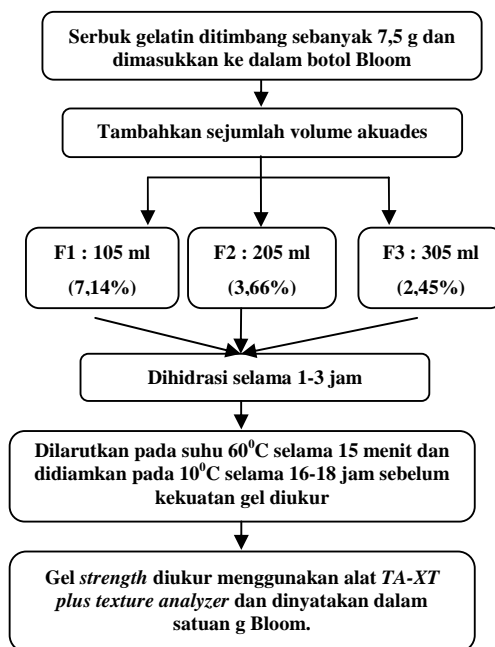 Serbuk gelatin ditimbang sebanyak 7,5 g dan
dimasukkan ke dalam botol Bloom
Tambahkan sejumlah volume akuades
F1 : 105 ml
(7,14%)
F2 : 205 ml
(3,66%)
F3 : 305 ml
(2,45%)
Dihidrasi selama 1-3 jam
Dilarutkan pada suhu 60⁰C selama 15 menit dan
didiamkan pada 10⁰C selama 16-18 jam sebelum
kekuatan gel diukur
Gel strength diukur menggunakan alat TA-XT
plus texture analyzer dan dinyatakan dalam
satuan g Bloom.